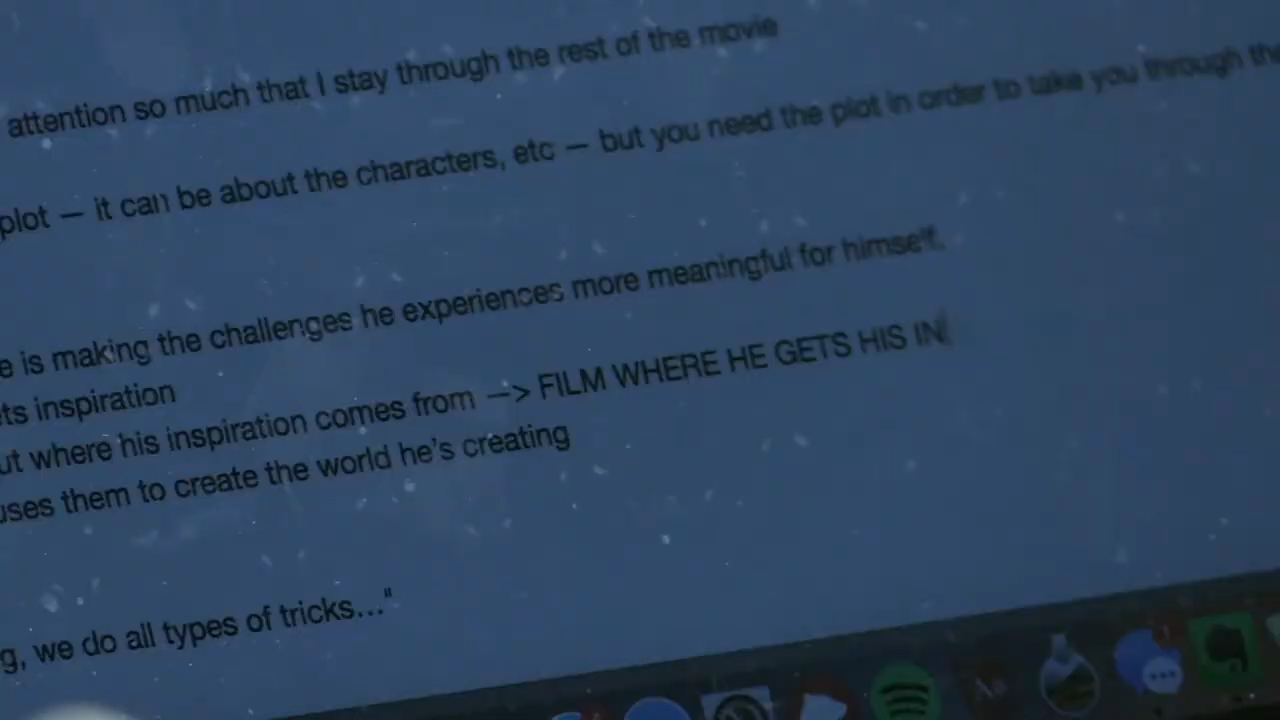 attention so much that I stay through the rest of the movie
plot – it can be about the characters, etc – but you need the plot in order to take you through the
e is making the challenges he experiences more meaningful for himself.
ts inspiration
ut where his inspiration comes from –> FILM WHERE HE GETS HIS IN
uses them to create the world he's creating
g, we do all types of tricks..."